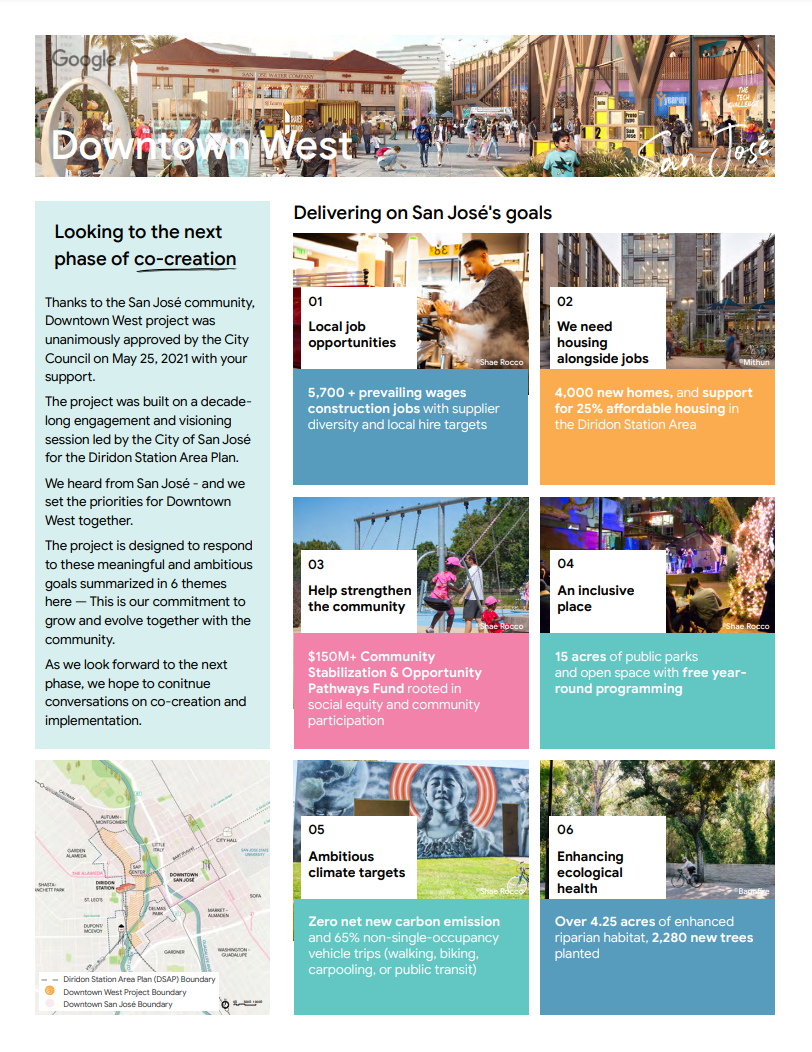 Google
SAN JOSE WATER COMPANY
THE
TECH
CHALLENGE
Downtown West
San José
Looking to the next
phase of co-creation
Thanks to the San José community,
Downtown West project was
unanimously approved by the City
Council on May 25, 2021 with your
support.
The project was built on a decade-
long engagement and visioning
session led by the City of San José
for the Diridon Station Area Plan.
We heard from San José - and we
set the priorities for Downtown
West together.
The project is designed to respond
to these meaningful and ambitious
goals summarized in 6 themes
here — This is our commitment to
grow and evolve together with the
community.
As we look forward to the next
phase, we hope to conitnue
conversations on co-creation and
implementation.
Delivering on San José's goals
01
Local job
opportunities
©Shae Rocco
5,700 + prevailing wages
construction jobs with supplier
diversity and local hire targets
02
We need
housing
alongside jobs
©Mithun
4,000 new homes, and support
for 25% affordable housing in
the Diridon Station Area
03
Help strengthen
the community
©Shae Rocco
$150M+ Community
Stabilization & Opportunity
Pathways Fund rooted in
social equity and community
participation
04
An inclusive
place
©Shae Rocco
15 acres of public parks
and open space with free year-
round programming
05
Ambitious
climate targets
©Shae Rocco
Zero net new carbon emission
and 65% non-single-occupancy
vehicle trips (walking, biking,
carpooling, or public transit)
06
Enhancing
ecological
health
Over 4.25 acres of enhanced
riparian habitat, 2,280 new trees
planted
CALTRAIN
AUTUMN -
MONTGOMERY
LITTLE
ITALY
CITY HALL
SAN JOSE STATE
UNIVERSITY
GARDEN
ALAMEDA
SAP
CENTER
THE ALAMEDA
DOWNTOWN
SAN JOSÉ
DIRIDON
STATION
SHASTA-
HANCHETT PARK
ST. LEO'S
SOFA
DELMAS
PARK
MARKET -
ALMADEN
DUPONT/
MCEVOY
GARDNER
WASHINGTON -
GUADALUPE
Diridon Station Area Plan (DSAP) Boundary
Downtown West Project Boundary
Downtown San José Boundary